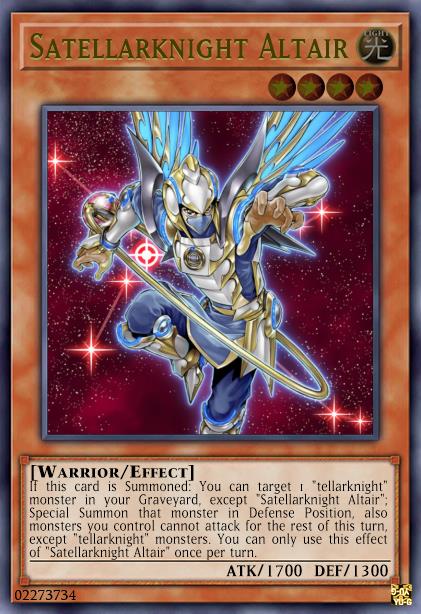 SATELLARKNIGHT ALTAIR
LIGHT
光
[WARRIOR/EFFECT]
If this card is Summoned: You can target 1 "tellarknight"
monster in your Graveyard, except "Satellarknight Altair":
Special Summon that monster in Defense Position, also
monsters you control cannot attack for the rest of this turn,
except "tellarknight" monsters. You can only use this effect
of "Satellarknight Altair" once per turn.
ATK/1700 DEF/1300
02273734